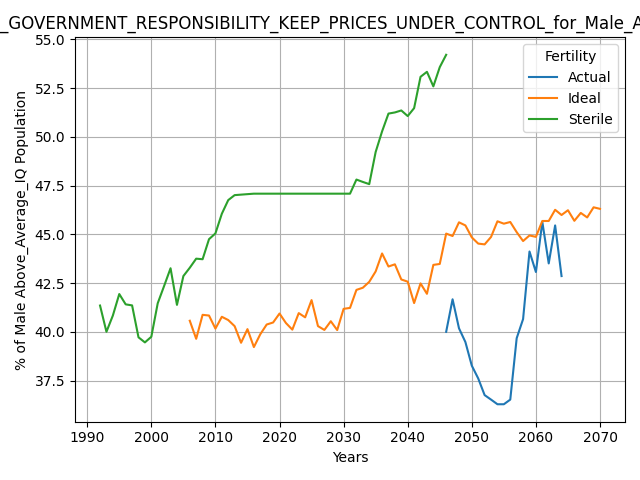 _GOVERNMENT_RESPONSIBILITY_KEEP_PRICES_UNDER_CONTROL_for_Male_A
55.0
52.5
50.0
47.5
45.0
42.5
40.0
37.5
% of Male Above_Average_IQ Population
Fertility
Actual
Ideal
Sterile
1990 2000 2010 2020 2030 2040 2050 2060 2070
Years